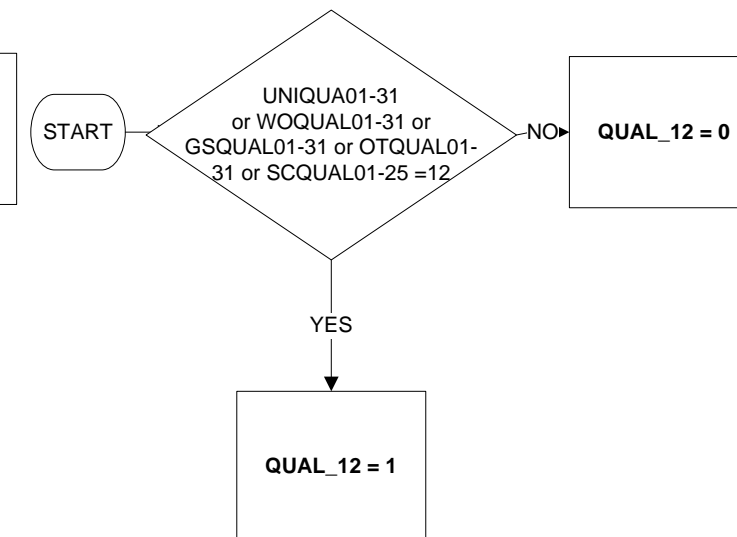 START
UNIQUA01-31
or WOQUAL01-31 or
GSQUAL01-31 or OTQUAL01-
31 or SCQUAL01-25 =12
NO
QUAL_12 = 0
YES
QUAL_12 = 1